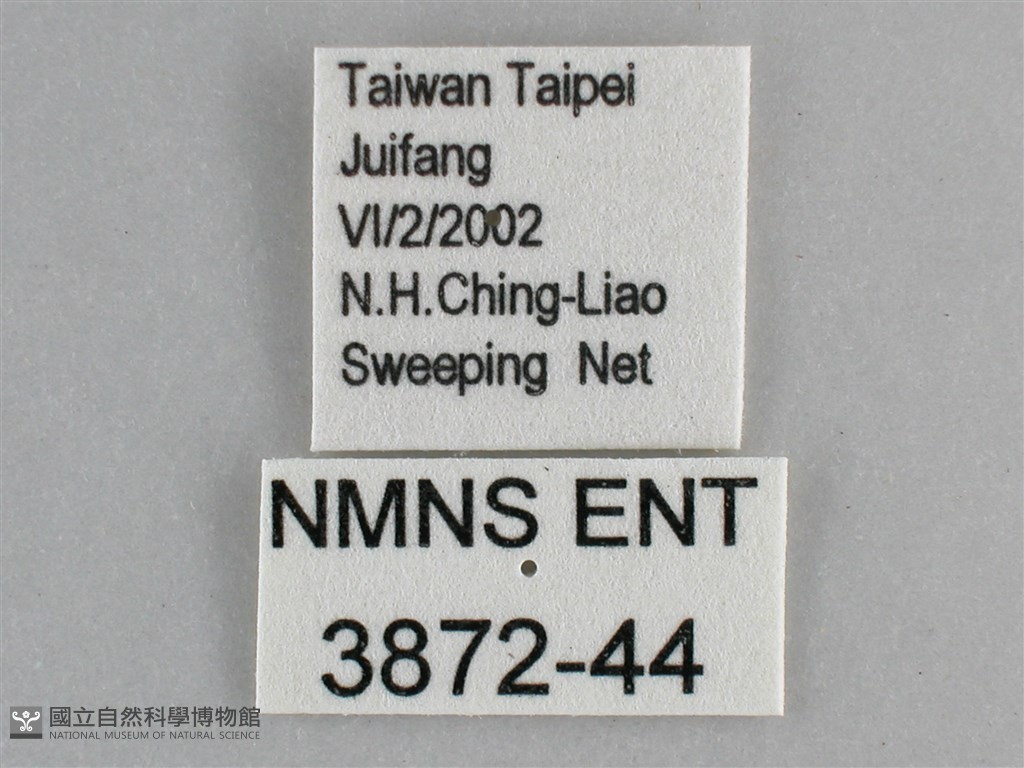 Taiwan Taipei
Juifang
VI/2/2002
N.H.Ching-Liao
Sweeping Net
NMNS ENT
3872-44
國立自然科學博物館
NATIONAL MUSEUM OF NATURAL SCIENCE